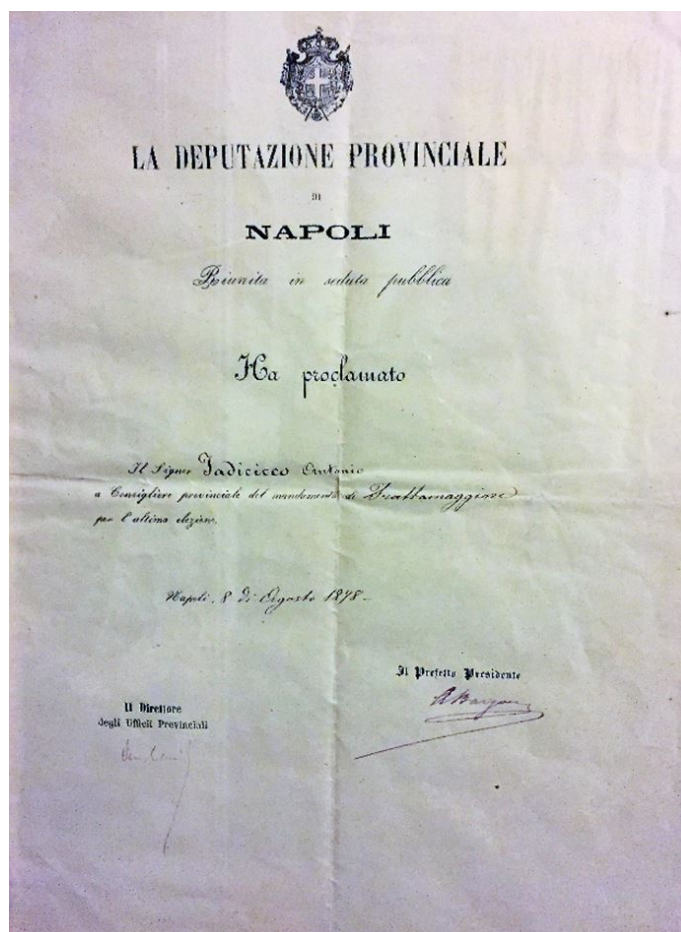 LA DEPUTAZIONE PROVINCIALE
DI
NAPOLI
Riunita in seduta pubblica
Ha proclamato
Il Signor Iadicicco Antonio
a Consigliere provinciale del mandamento di Frattamaggiore
per l'ultima elezione.
Napoli, 8 di Agosto 1878
Il Prefetto Presidente
Il Direttore
degli Ufficii Provinciali